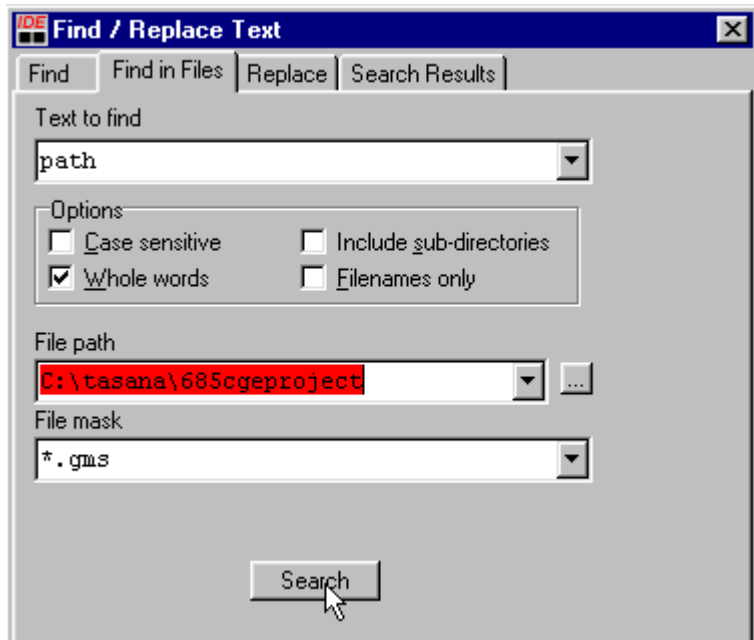 IDE Find / Replace Text
Find Find in Files Replace Search Results
Text to find
path
Options
Case sensitive Include sub-directories
Whole words Filenames only
File path
C:\tasana\685cgeproject ...
File mask
*.gms
Search